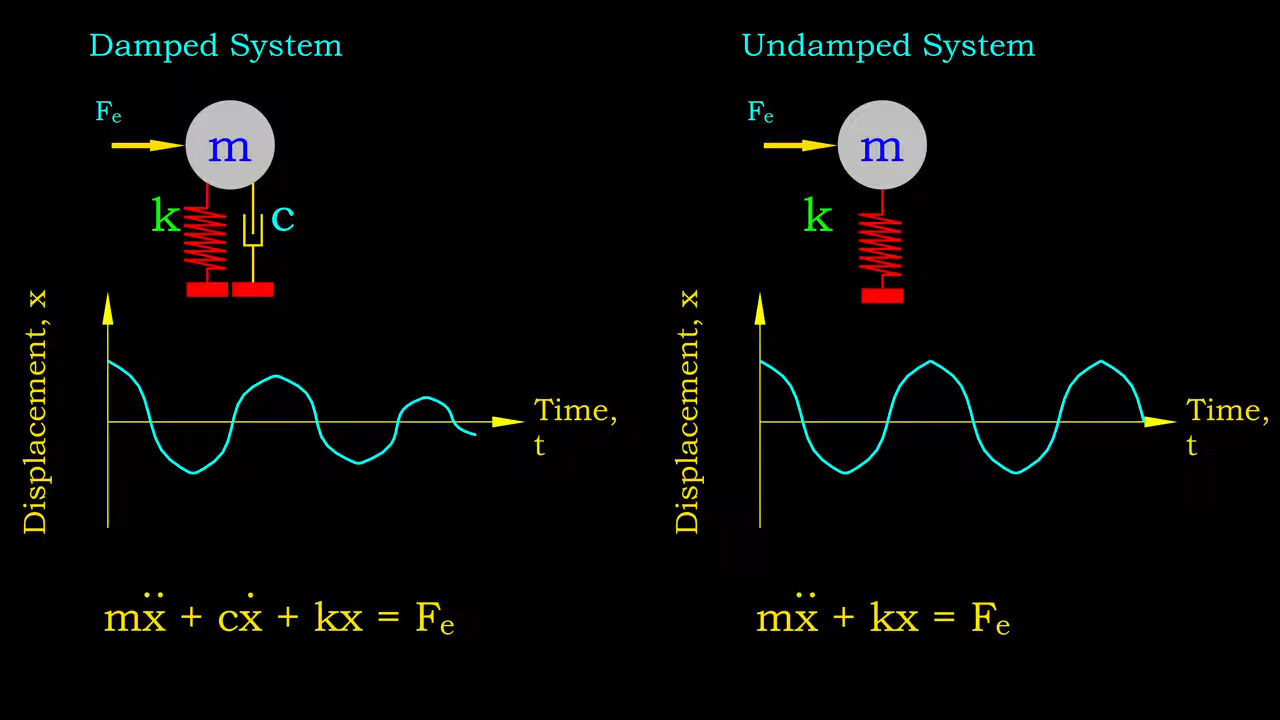 Damped System
Fₑ
m
k
c
Displacement, x
Time,
t
mẍ + cẋ + kx = Fₑ
Undamped System
Fₑ
m
k
Displacement, x
Time,
t
mẍ + kx = Fₑ